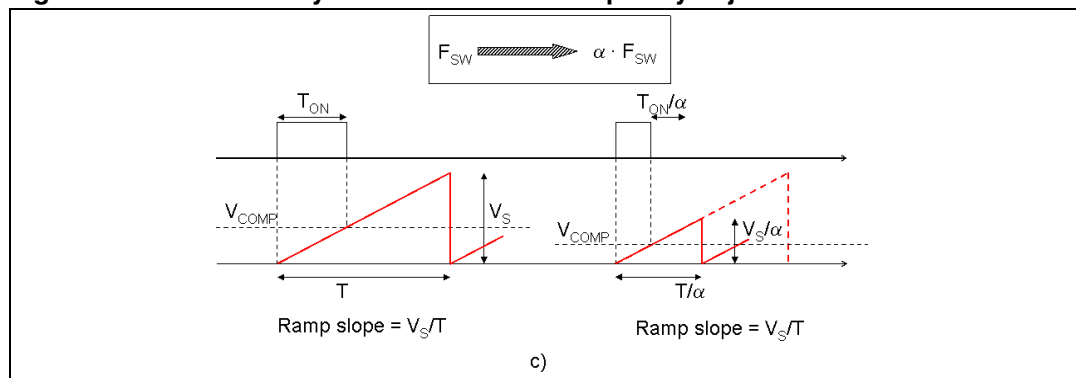 F_SW α · F_SW
T_ON T_ON/α
V_COMP V_S V_COMP V_S/α
T T/α
Ramp slope = V_S/T Ramp slope = V_S/T
c)